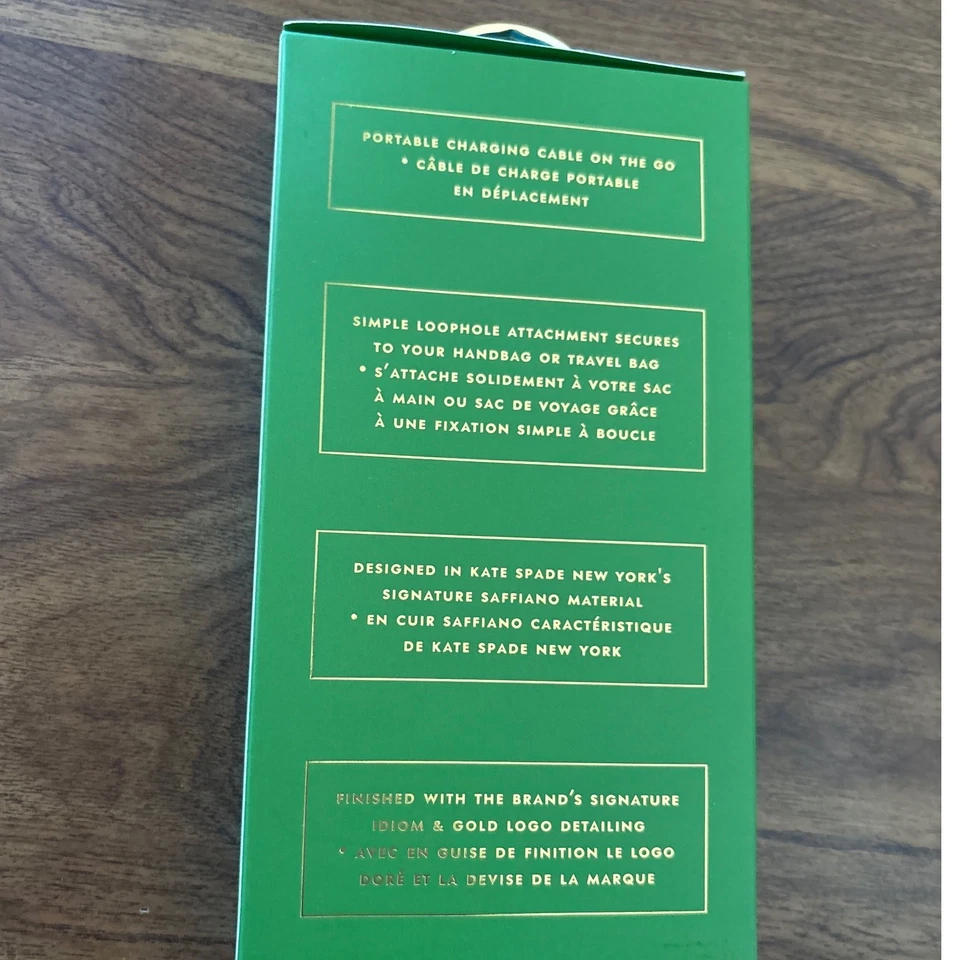 PORTABLE CHARGING CABLE ON THE GO
• CÂBLE DE CHARGE PORTABLE
EN DÉPLACEMENT
SIMPLE LOOPHOLE ATTACHMENT SECURES
TO YOUR HANDBAG OR TRAVEL BAG
• S'ATTACHE SOLIDEMENT À VOTRE SAC
À MAIN OU SAC DE VOYAGE GRÂCE
À UNE FIXATION SIMPLE À BOUCLE
DESIGNED IN KATE SPADE NEW YORK'S
SIGNATURE SAFFIANO MATERIAL
• EN CUIR SAFFIANO CARACTÉRISTIQUE
DE KATE SPADE NEW YORK
FINISHED WITH THE BRAND'S SIGNATURE
IDIOM & GOLD LOGO DETAILING
• AVEC EN GUISE DE FINITION LE LOGO
DORÉ ET LA DEVISE DE LA MARQUE